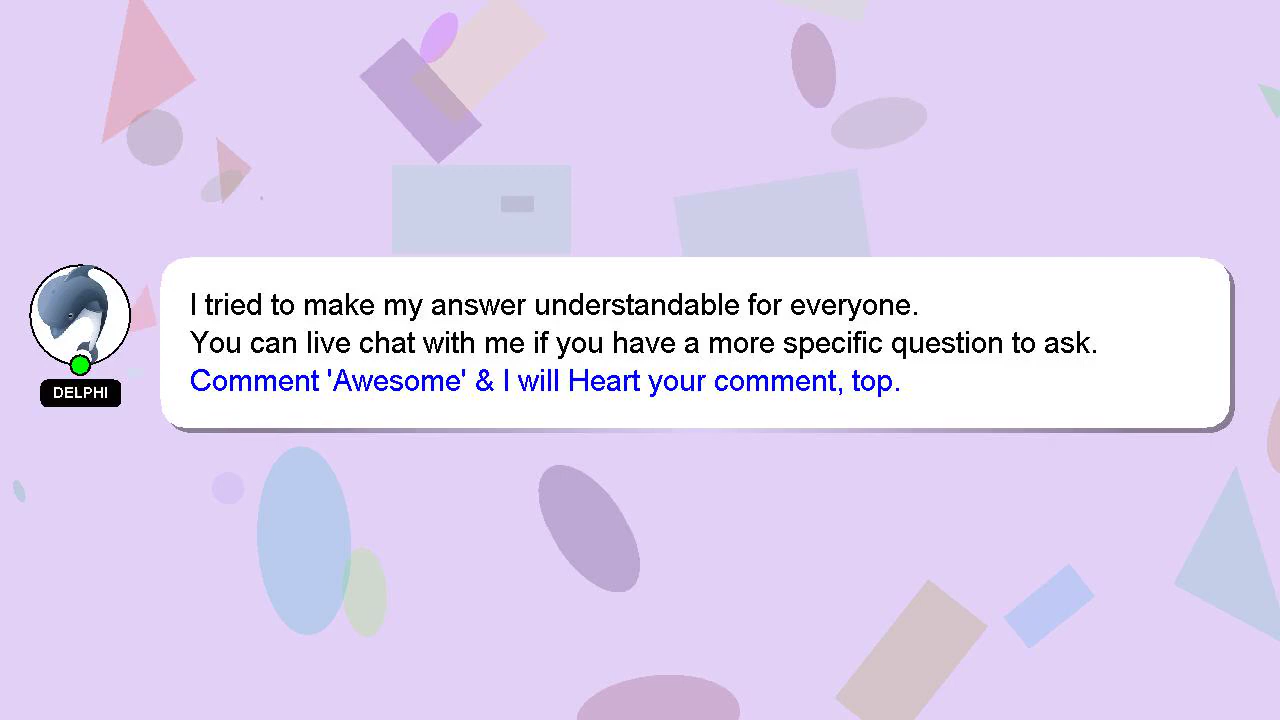 I tried to make my answer understandable for everyone.
You can live chat with me if you have a more specific question to ask.
Comment 'Awesome' & I will Heart your comment, top.
DELPHI